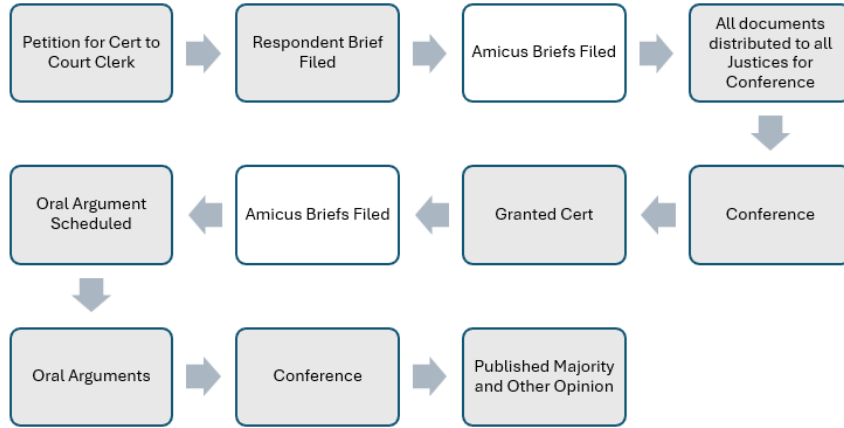 Petition for Cert to
Court Clerk
Respondent Brief
Filed
Amicus Briefs Filed
All documents
distributed to all
Justices for
Conference
Conference
Granted Cert
Amicus Briefs Filed
Oral Argument
Scheduled
Oral Arguments
Conference
Published Majority
and Other Opinion